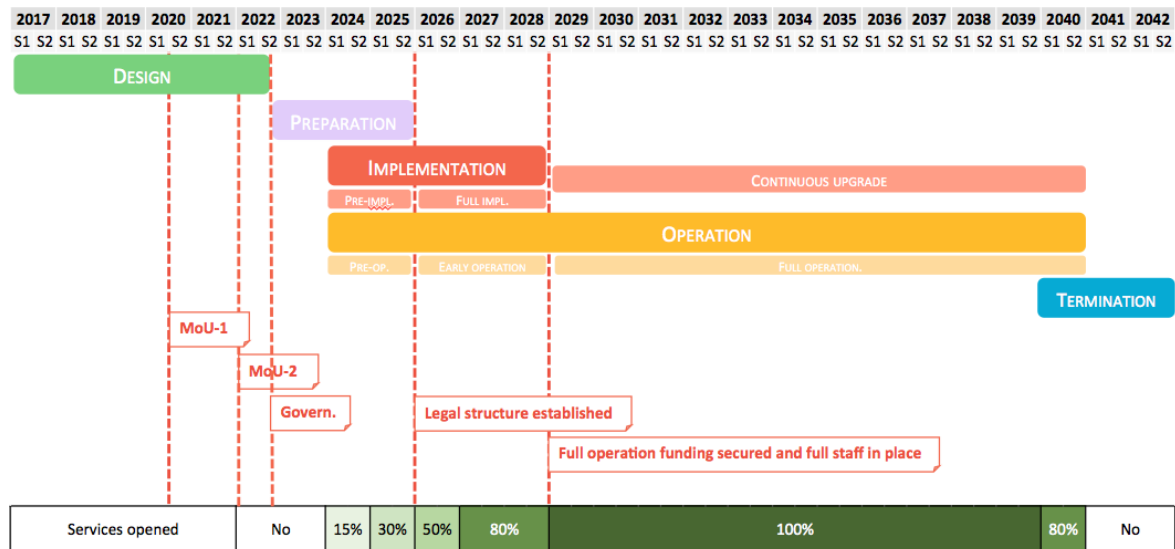 2017 2018 2019 2020 2021 2022 2023 2024 2025 2026 2027 2028 2029 2030 2031 2032 2033 2034 2035 2036 2037 2038 2039 2040 2041 2042
S1 S2 S1 S2 S1 S2 S1 S2 S1 S2 S1 S2 S1 S2 S1 S2 S1 S2 S1 S2 S1 S2 S1 S2 S1 S2 S1 S2 S1 S2 S1 S2 S1 S2 S1 S2 S1 S2 S1 S2 S1 S2 S1 S2 S1 S2 S1 S2 S1 S2 S1 S2
DESIGN
PREPARATION
IMPLEMENTATION
CONTINUOUS UPGRADE
PRE-IMPL. FULL IMPL.
OPERATION
PRE-OP. EARLY OPERATION FULL OPERATION.
TERMINATION
MoU-1
MoU-2
Govern. Legal structure established
Full operation funding secured and full staff in place
Services opened No 15% 30% 50% 80% 100% 80% No